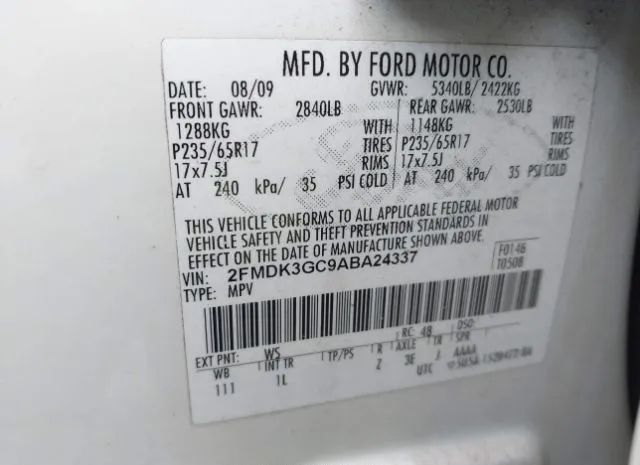 MFD. BY FORD MOTOR CO.
DATE: 08/09 GVWR: 5340LB/ 2422KG
FRONT GAWR: 2840LB REAR GAWR: 2530LB
1288KG WITH 1148KG WITH
P235/65R17 TIRES P235/65R17 TIRES
17x7.5J RIMS 17x7.5J RIMS
AT 240 kPa/ 35 PSI COLD AT 240 kPa/ 35 PSI COLD
THIS VEHICLE CONFORMS TO ALL APPLICABLE FEDERAL MOTOR
VEHICLE SAFETY AND THEFT PREVENTION STANDARDS IN
EFFECT ON THE DATE OF MANUFACTURE SHOWN ABOVE.
VIN: 2FMDK3GC9ABA24337 F0146
TYPE: MPV T0508
EXT PNT: WS RC: 48 DSO:
WB INT TR TP/PS R AXLE TR SPR
111 1L Z 3E J AAAA
UTC